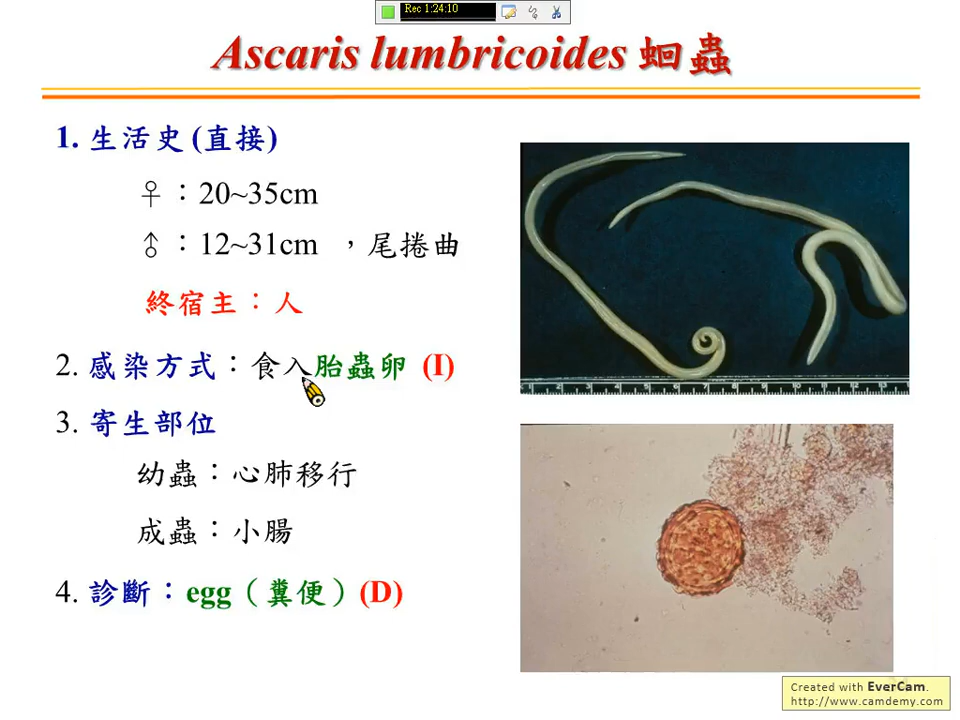 Rec 1:24:10
Ascaris lumbricoides 蛔蟲
1. 生活史 (直接)
♀：20~35cm
♂：12~31cm ，尾捲曲
終宿主：人
2. 感染方式：食入胎蟲卵 (I)
3. 寄生部位
幼蟲：心肺移行
成蟲：小腸
4. 診斷：egg（糞便）(D)
Created with EverCam.
http://www.camdemy.com